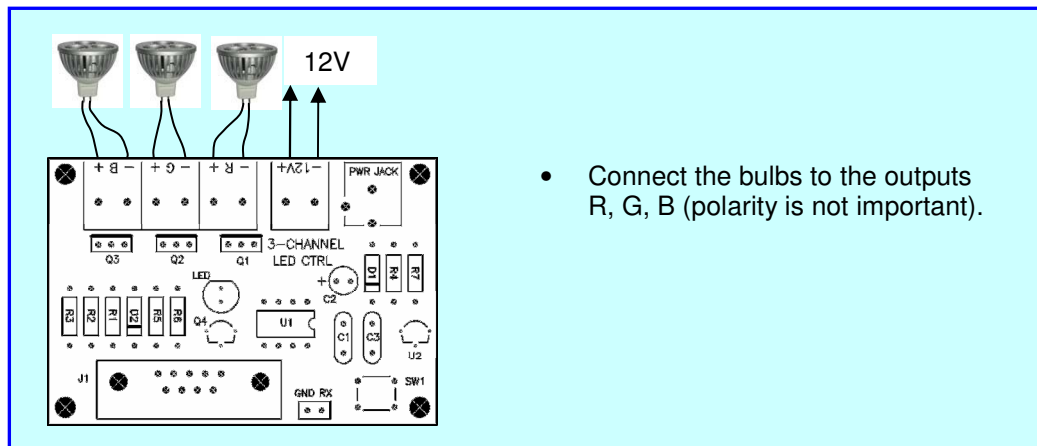 12V
+ B - + G - + R - +12V-
PWR JACK
Q3 Q2 Q1
3-CHANNEL
LED CTRL
LED
+
C2
D1 R4 R7
R3 R2 R1 D2 R5 R6
Q4
U1
C1 C3
U2
J1
GND RX
SW1
• Connect the bulbs to the outputs
R, G, B (polarity is not important).